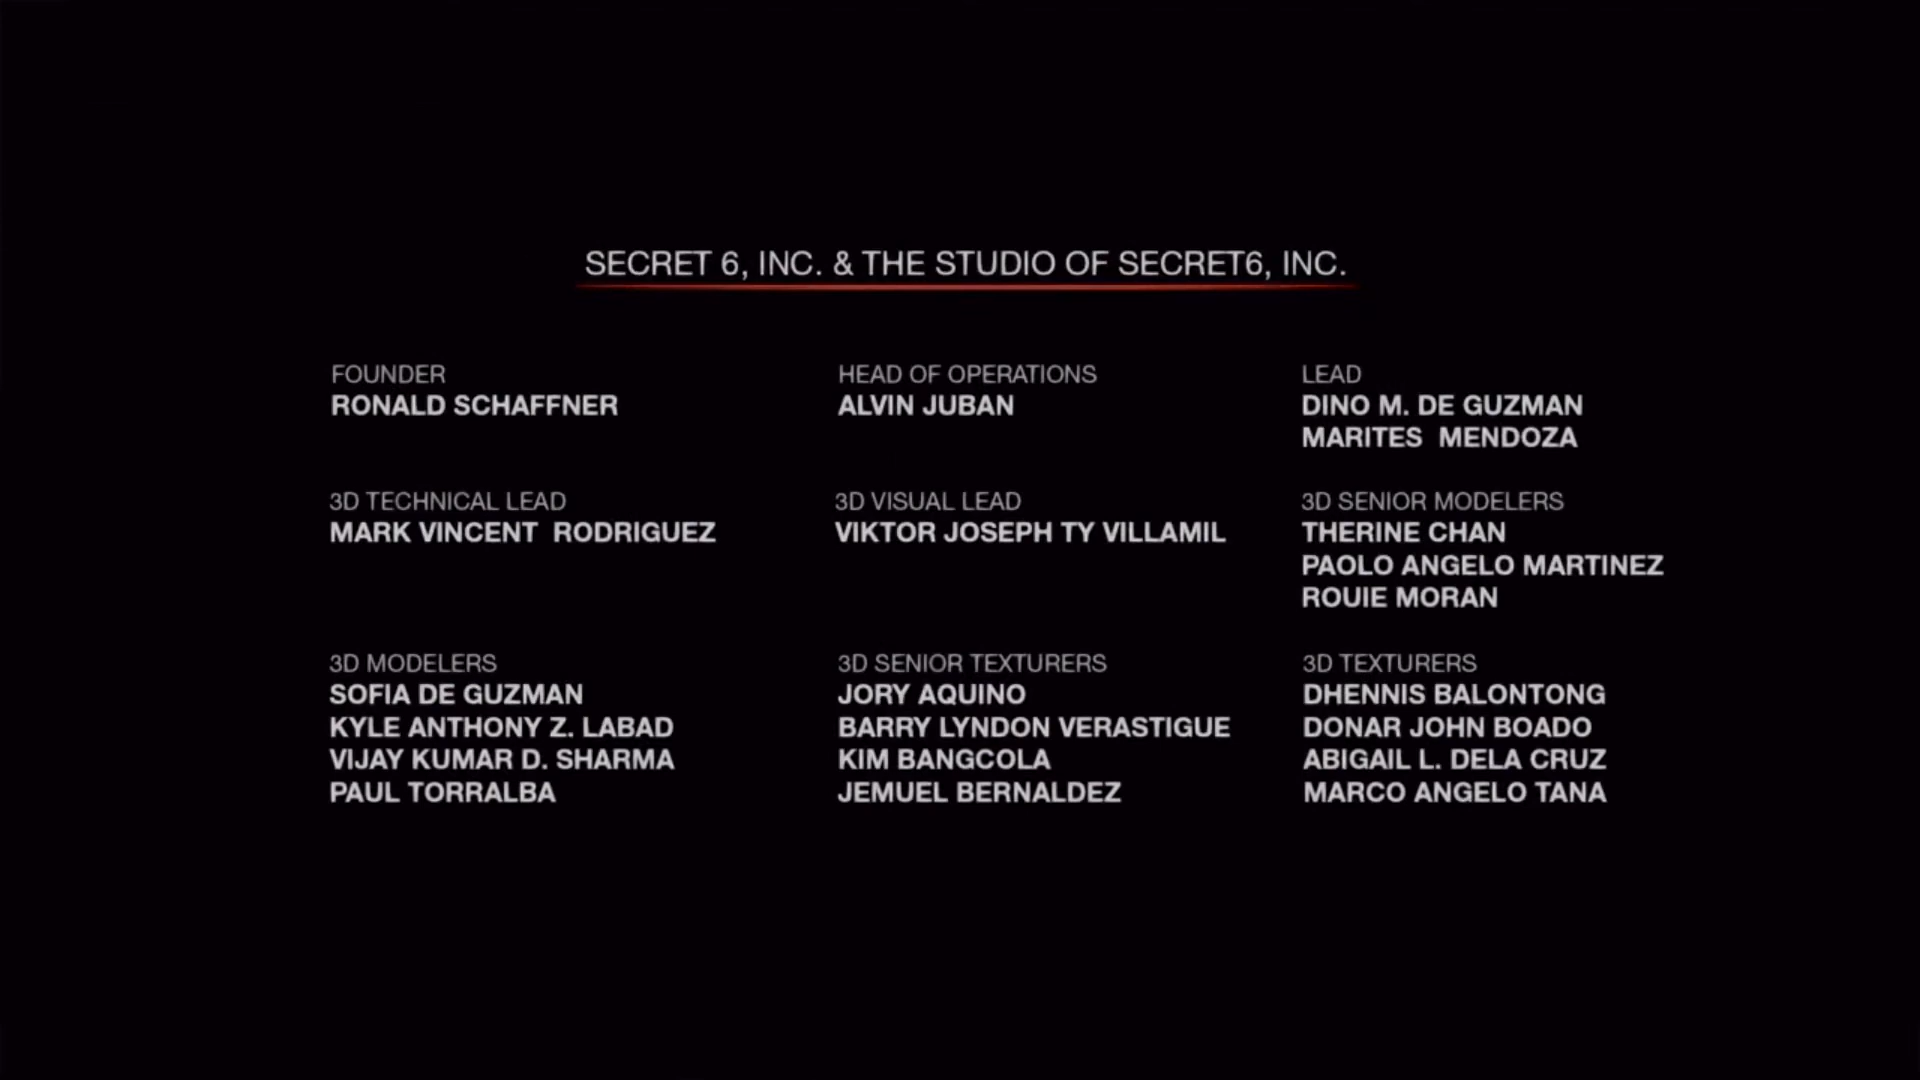 SECRET 6, INC. & THE STUDIO OF SECRET6, INC.
FOUNDER
RONALD SCHAFFNER
HEAD OF OPERATIONS
ALVIN JUBAN
LEAD
DINO M. DE GUZMAN
MARITES MENDOZA
3D TECHNICAL LEAD
MARK VINCENT RODRIGUEZ
3D VISUAL LEAD
VIKTOR JOSEPH TY VILLAMIL
3D SENIOR MODELERS
THERINE CHAN
PAOLO ANGELO MARTINEZ
ROUIE MORAN
3D MODELERS
SOFIA DE GUZMAN
KYLE ANTHONY Z. LABAD
VIJAY KUMAR D. SHARMA
PAUL TORRALBA
3D SENIOR TEXTURERS
JORY AQUINO
BARRY LYNDON VERASTIGUE
KIM BANGCOLA
JEMUEL BERNALDEZ
3D TEXTURERS
DHENNIS BALONTONG
DONAR JOHN BOADO
ABIGAIL L. DELA CRUZ
MARCO ANGELO TANA